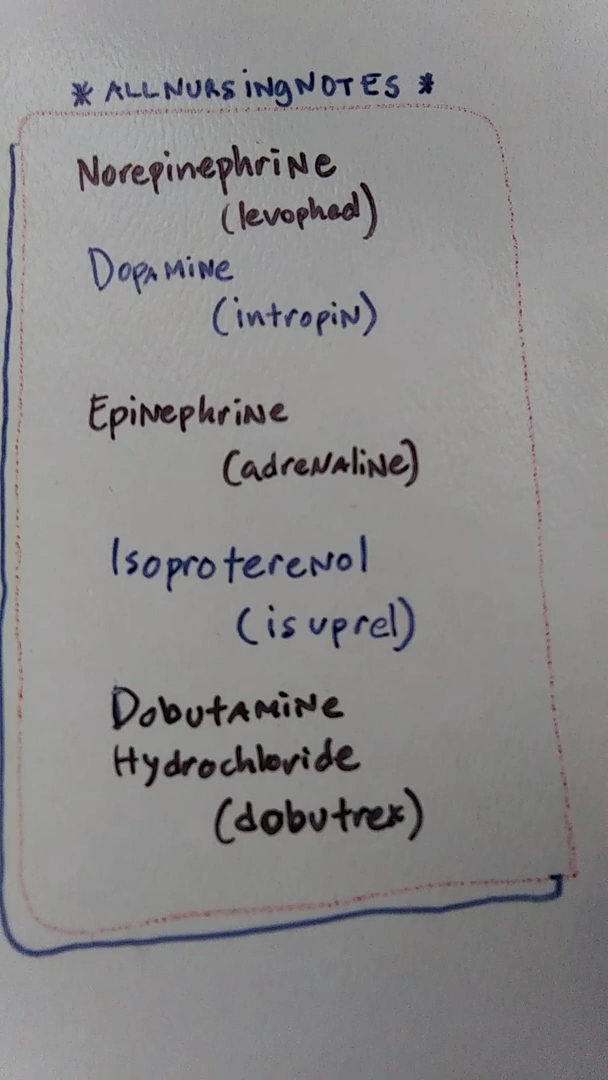 * ALLNURSINGNOTES *
Norepinephrine
(levophed)
Dopamine
(intropin)
Epinephrine
(adrenaline)
Isoproterenol
(isuprel)
Dobutamine
Hydrochloride
(dobutrex)